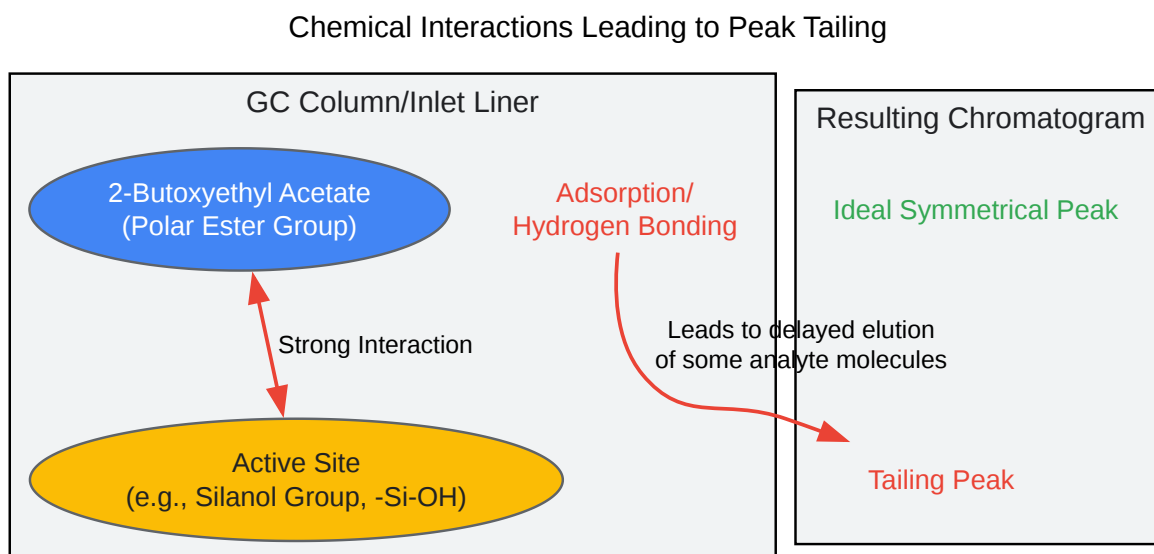 Chemical Interactions Leading to Peak Tailing
GC Column/Inlet Liner
2-Butoxyethyl Acetate
(Polar Ester Group)
Adsorption/
Hydrogen Bonding
Strong Interaction
Active Site
(e.g., Silanol Group, -Si-OH)
Leads to delayed elution
of some analyte molecules
Resulting Chromatogram
Ideal Symmetrical Peak
Tailing Peak